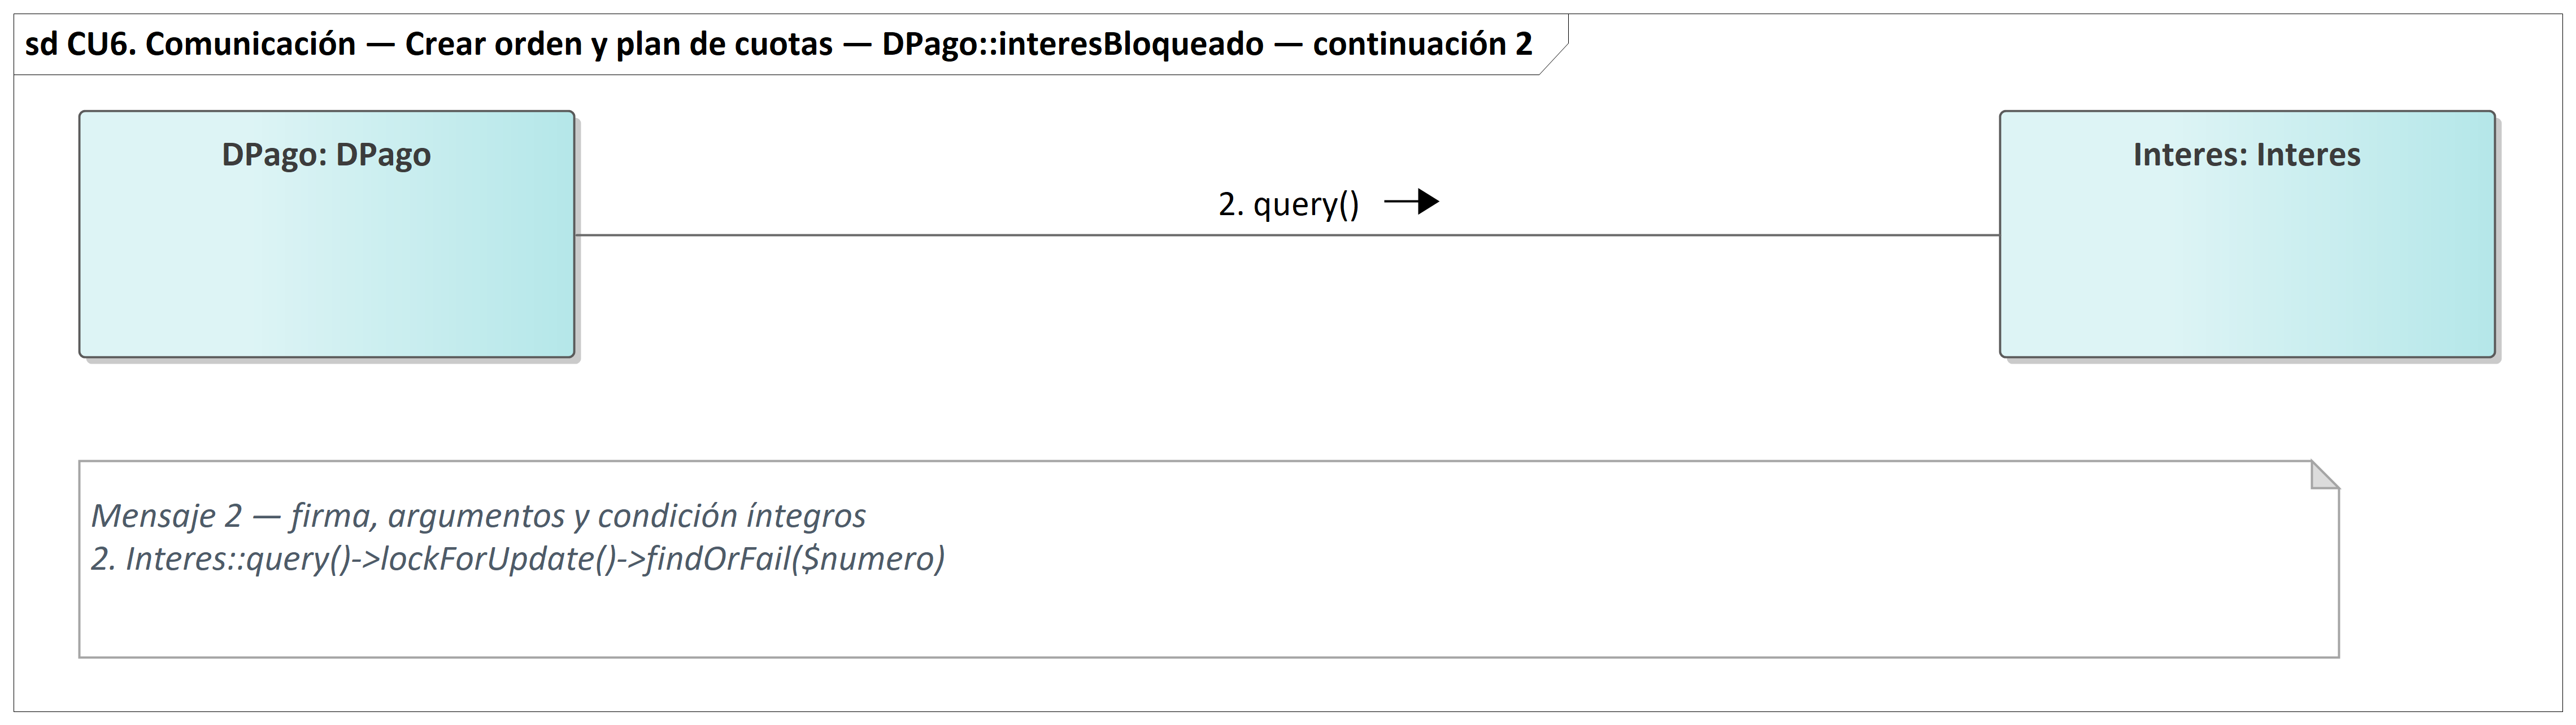 sd CU6. Comunicación — Crear orden y plan de cuotas — DPago::interesBloqueado — continuación 2
DPago: DPago
Interes: Interes
2. query()
Mensaje 2 — firma, argumentos y condición íntegros
2. Interes::query()->lockForUpdate()->findOrFail($numero)